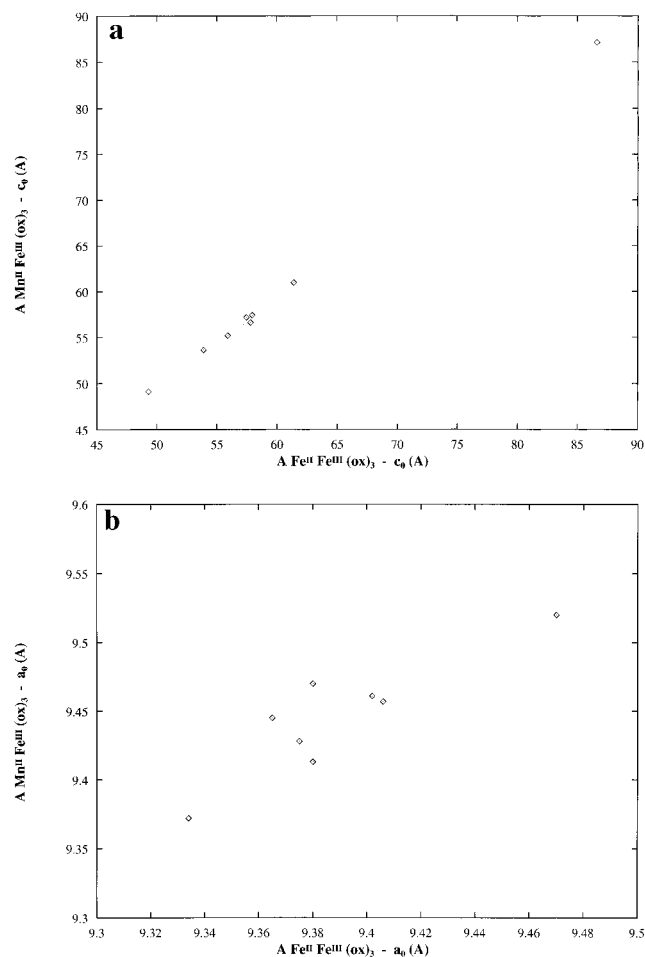 a
90
85
80
75
70
65
60
55
50
45
A Mnᴵᴵ Feᴵᴵᴵ (ox)₃ - c₀ (A)
45 50 55 60 65 70 75 80 85 90
A Feᴵᴵ Feᴵᴵᴵ (ox)₃ - c₀ (A)
b
9.6
9.55
9.5
9.45
9.4
9.35
9.3
A Mnᴵᴵ Feᴵᴵᴵ (ox)₃ - a₀ (A)
9.3 9.32 9.34 9.36 9.38 9.4 9.42 9.44 9.46 9.48 9.5
A Feᴵᴵ Feᴵᴵᴵ (ox)₃ - a₀ (A)